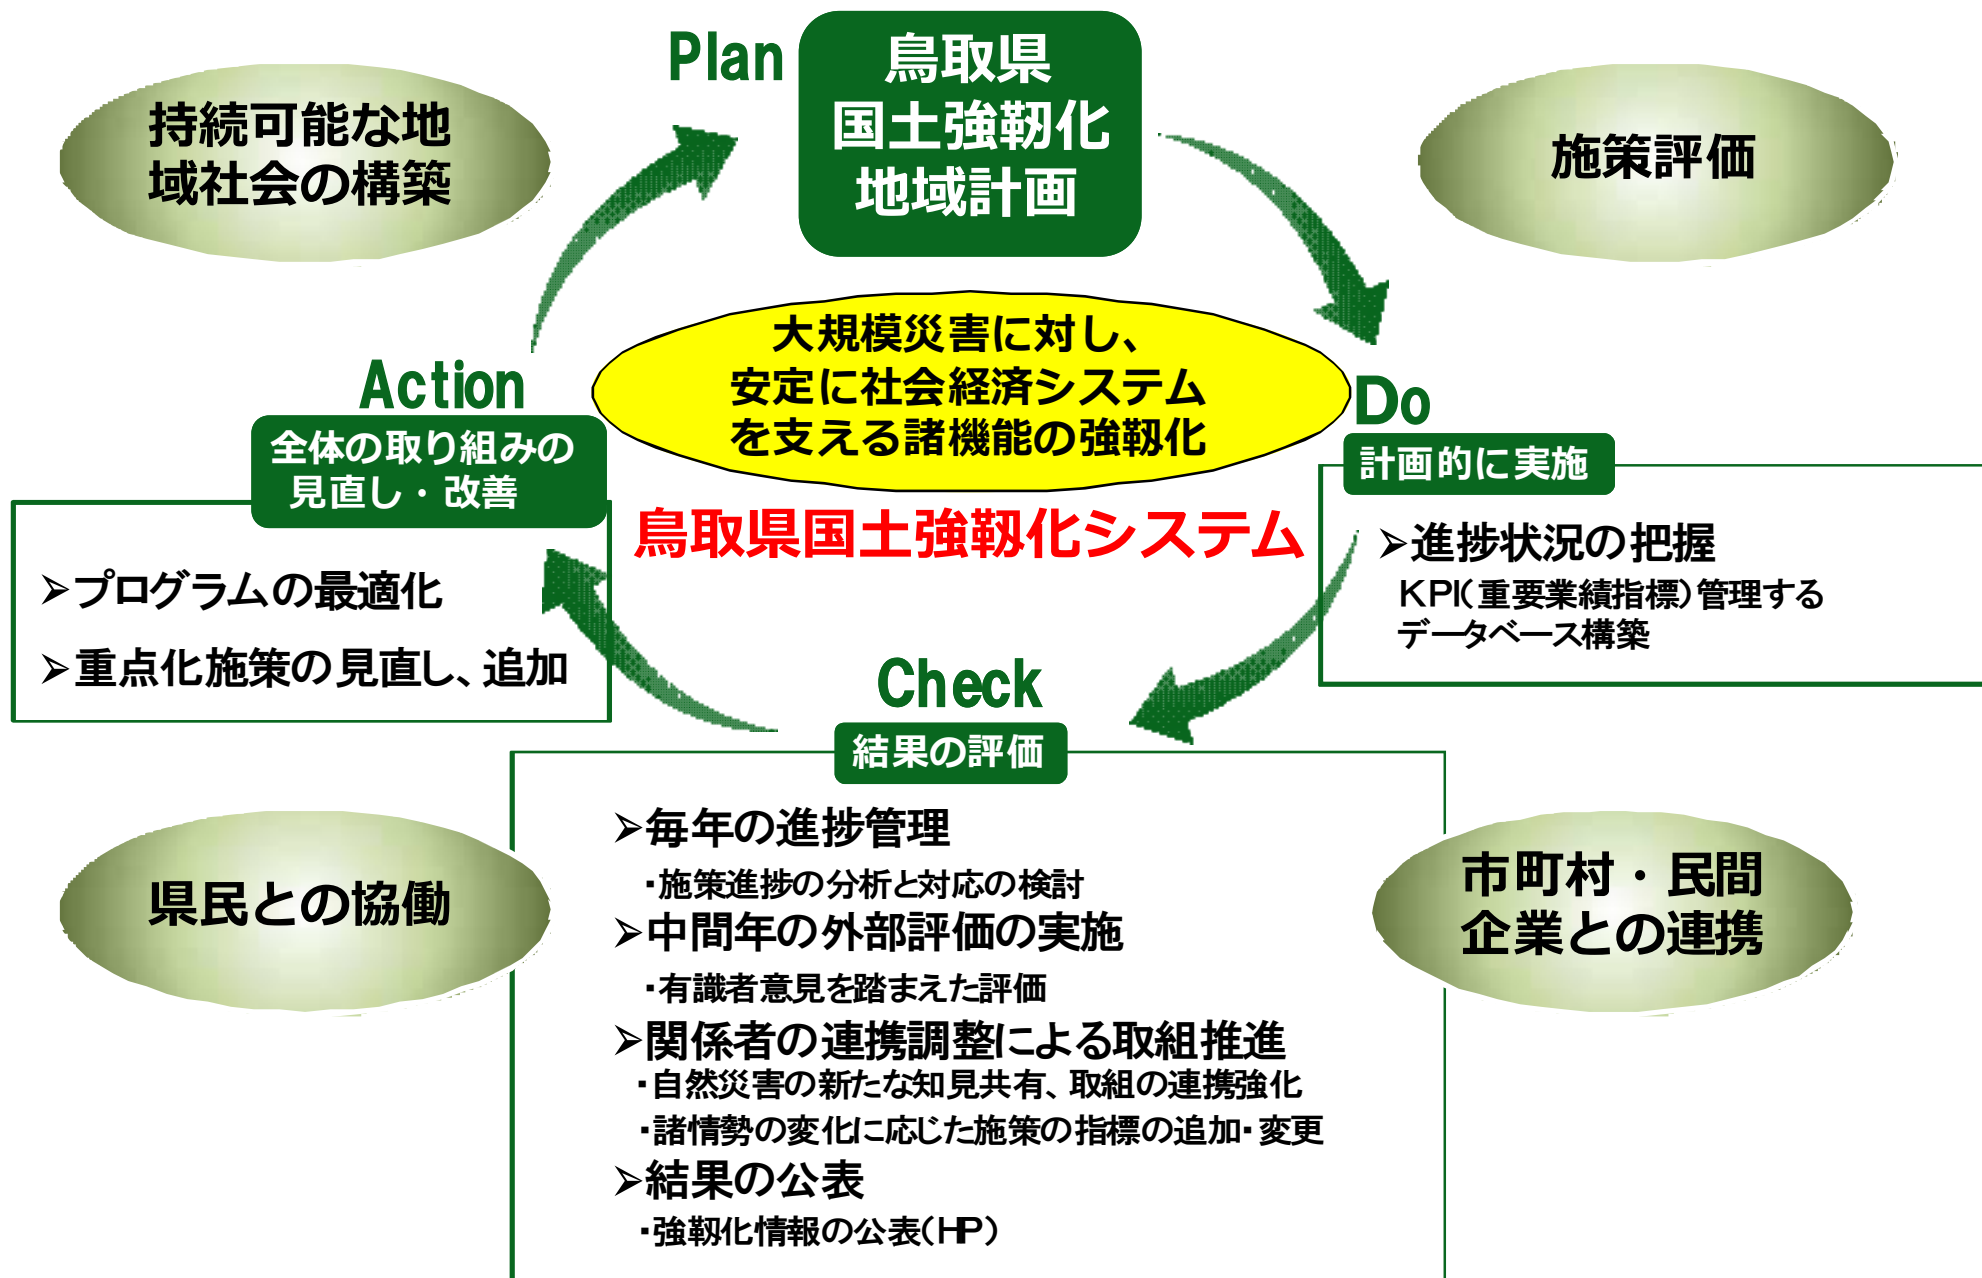 Plan
鳥取県
国土強靭化
地域計画
持続可能な地
域社会の構築
施策評価
大規模災害に対し、
安定に社会経済システム
を支える諸機能の強靱化
鳥取県国土強靭化システム
Action
全体の取り組みの
見直し・改善
➢プログラムの最適化
➢重点化施策の見直し、追加
Do
計画的に実施
➢進捗状況の把握
KPI(重要業績指標)管理する
データベース構築
Check
結果の評価
➢毎年の進捗管理
・施策進捗の分析と対応の検討
➢中間年の外部評価の実施
・有識者意見を踏まえた評価
➢関係者の連携調整による取組推進
・自然災害の新たな知見共有、取組の連携強化
・諸情勢の変化に応じた施策の指標の追加・変更
➢結果の公表
・強靭化情報の公表(HP)
県民との協働
市町村・民間
企業との連携